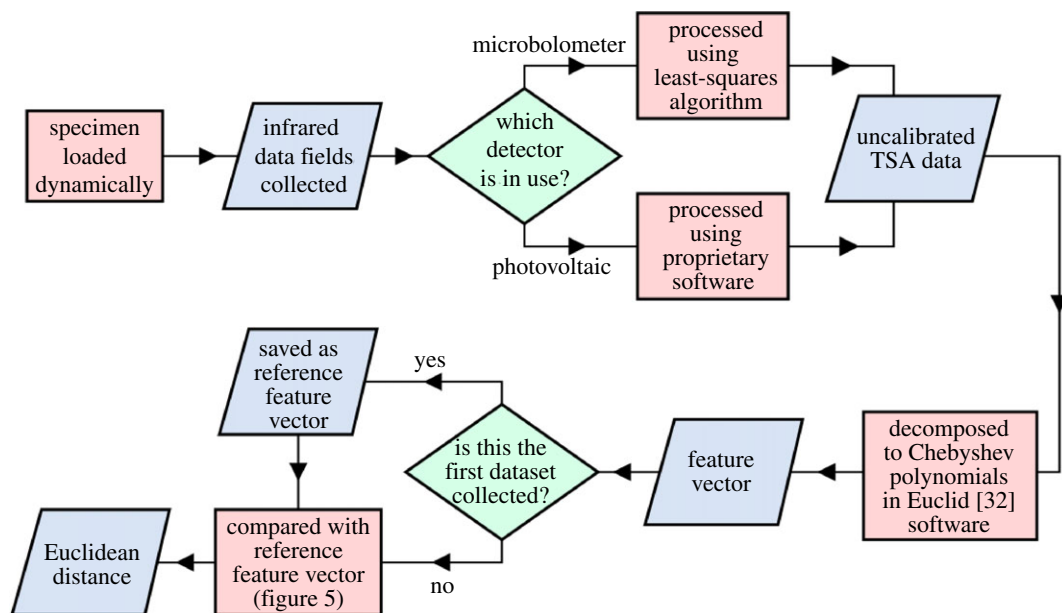 specimen
loaded
dynamically
infrared
data fields
collected
which
detector
is in use?
microbolometer
processed
using
least-squares
algorithm
photovoltaic
processed
using
proprietary
software
uncalibrated
TSA data
decomposed
to Chebyshev
polynomials
in Euclid [32]
software
feature
vector
is this the
first dataset
collected?
yes
saved as
reference
feature
vector
no
compared with
reference
feature vector
(figure 5)
Euclidean
distance